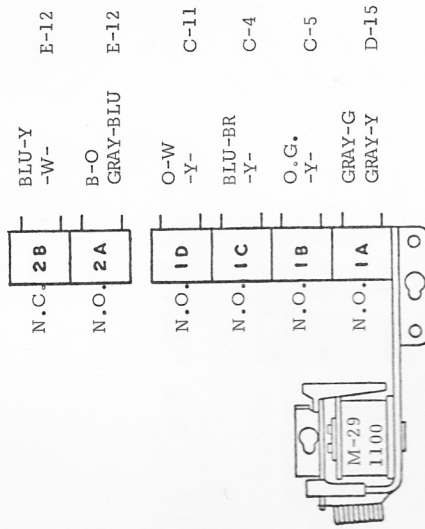 BLU-Y E-12
N.C. 2B -W-
B-O E-12
N.O. 2A GRAY-BLU
O-W C-11
N.O. 1D -Y-
BLU-BR C-4
N.O. 1C -Y-
O.G. C-5
N.O. 1B -Y-
GRAY-G D-15
N.O. 1A GRAY-Y
M-29
1100